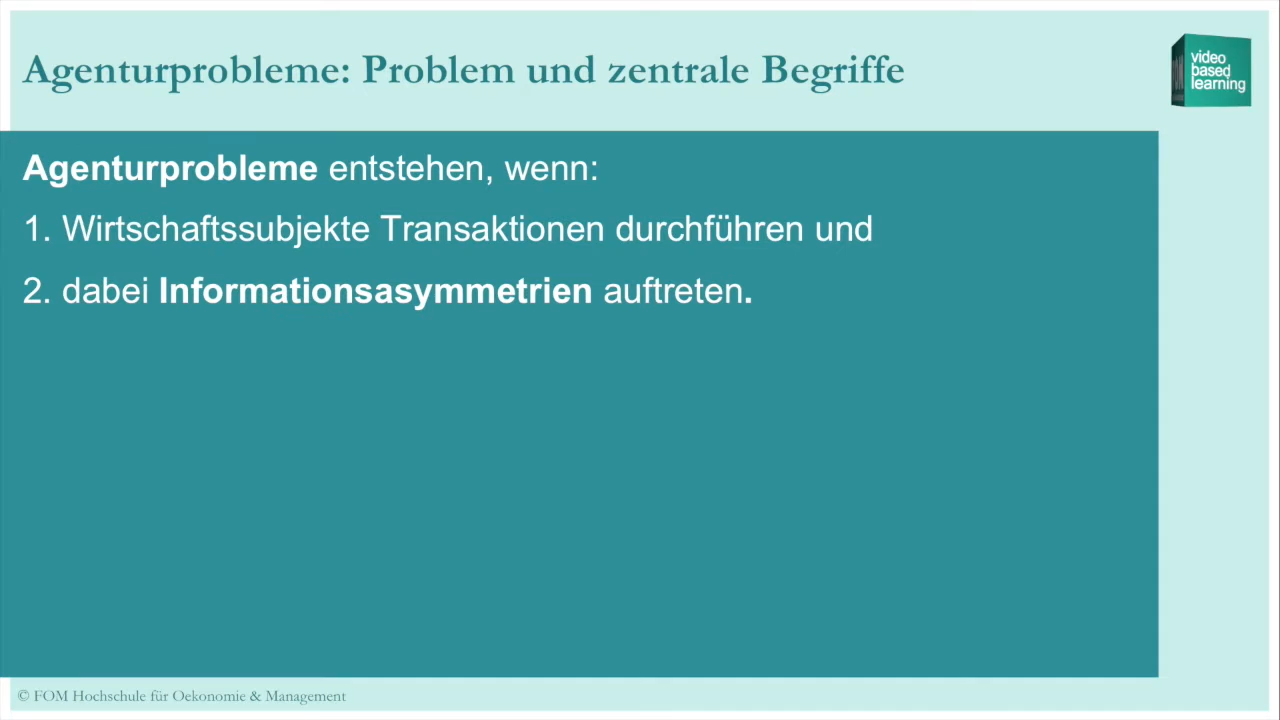 Agenturprobleme: Problem und zentrale Begriffe
video
based
learning
Agenturprobleme entstehen, wenn:
1. Wirtschaftssubjekte Transaktionen durchführen und
2. dabei Informationsasymmetrien auftreten.
© FOM Hochschule für Oekonomie & Management